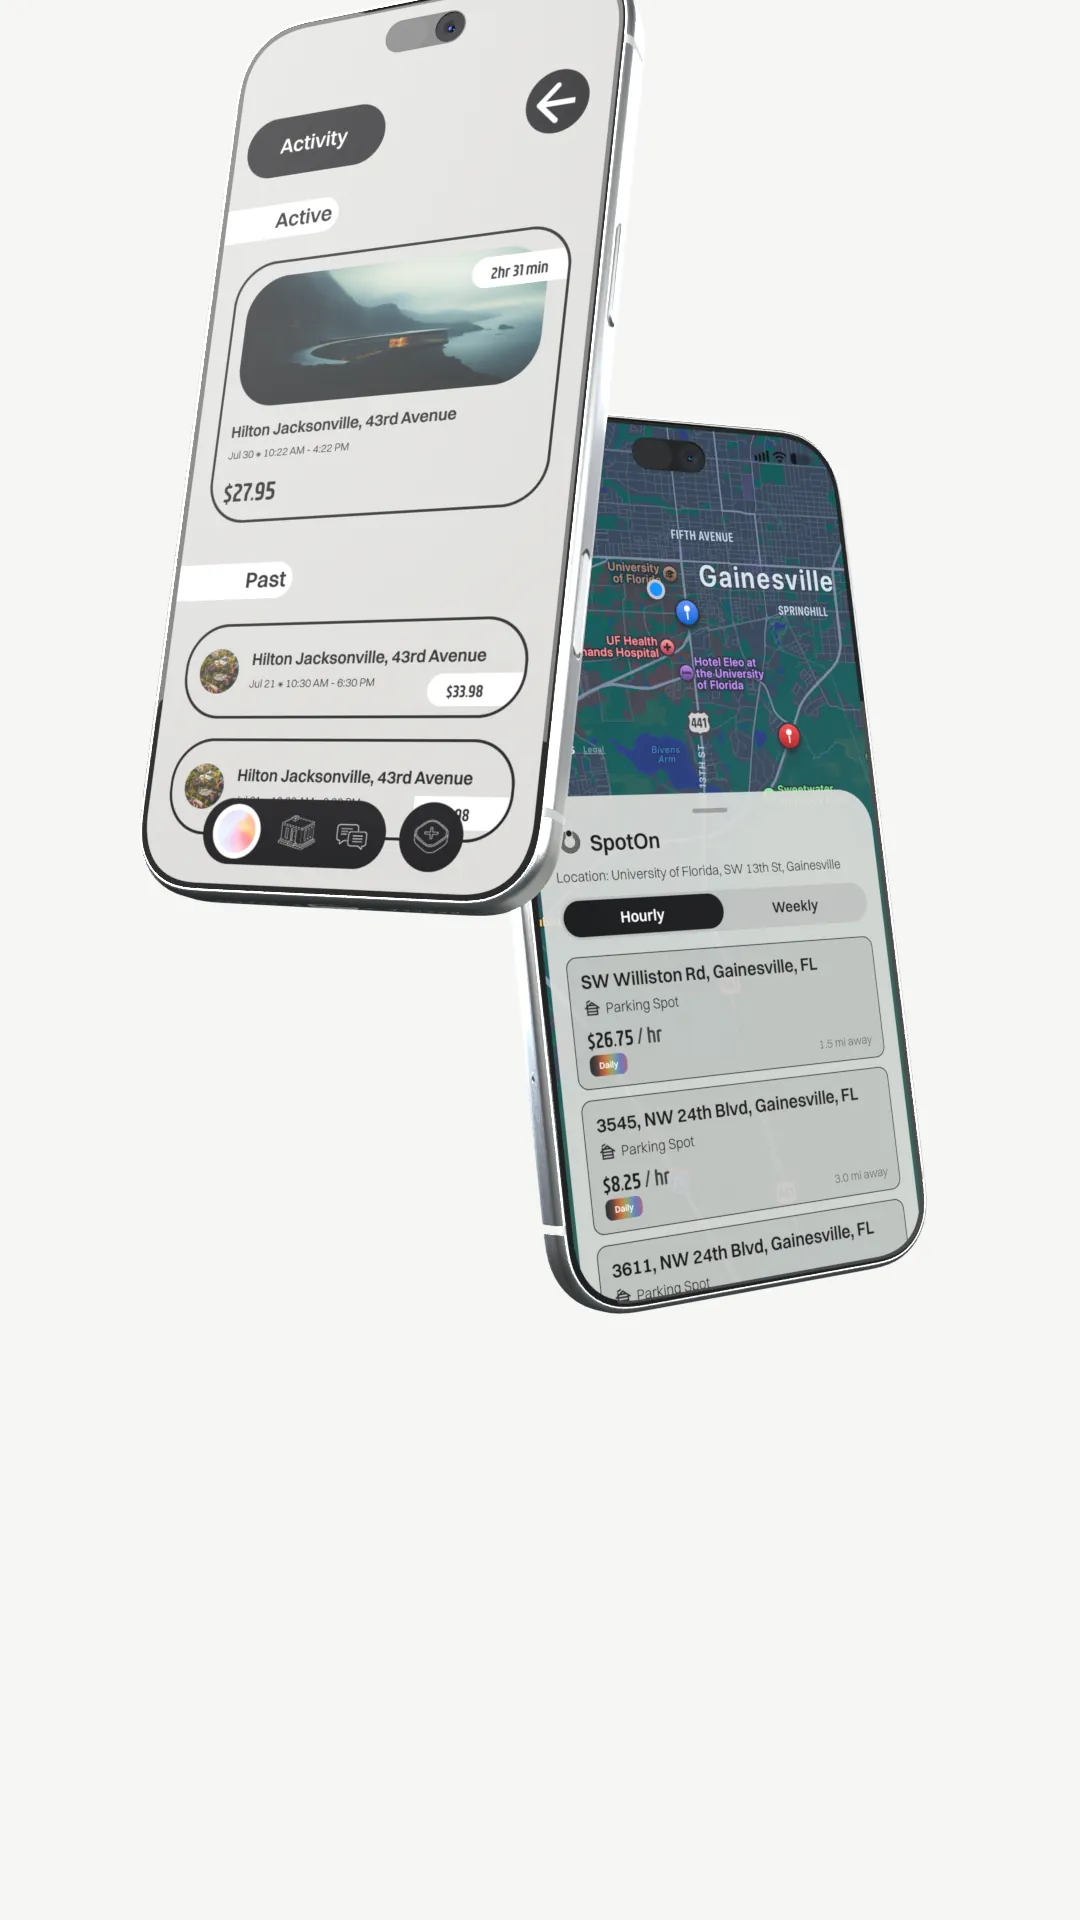 Activity
Active
2hr 31 min
Hilton Jacksonville, 43rd Avenue
Jul 30 • 10:22 AM - 4:22 PM
$27.95
Past
Hilton Jacksonville, 43rd Avenue
Jul 21 • 10:30 AM - 6:30 PM
$33.98
Hilton Jacksonville, 43rd Avenue
98
FIFTH AVENUE
University
of Florida
Gainesville
SPRINGHILL
UF Health
ands Hospital
Hotel Eleo at
the University
of Florida
441
Legal
Bivens
Arm
13TH ST
Sweetwater
SpotOn
Location: University of Florida, SW 13th St, Gainesville
Hourly
Weekly
SW Williston Rd, Gainesville, FL
Parking Spot
$26.75 / hr
1.5 mi away
Daily
3545, NW 24th Blvd, Gainesville, FL
Parking Spot
$8.25 / hr
3.0 mi away
Daily
3611, NW 24th Blvd, Gainesville, FL
Parking Spot